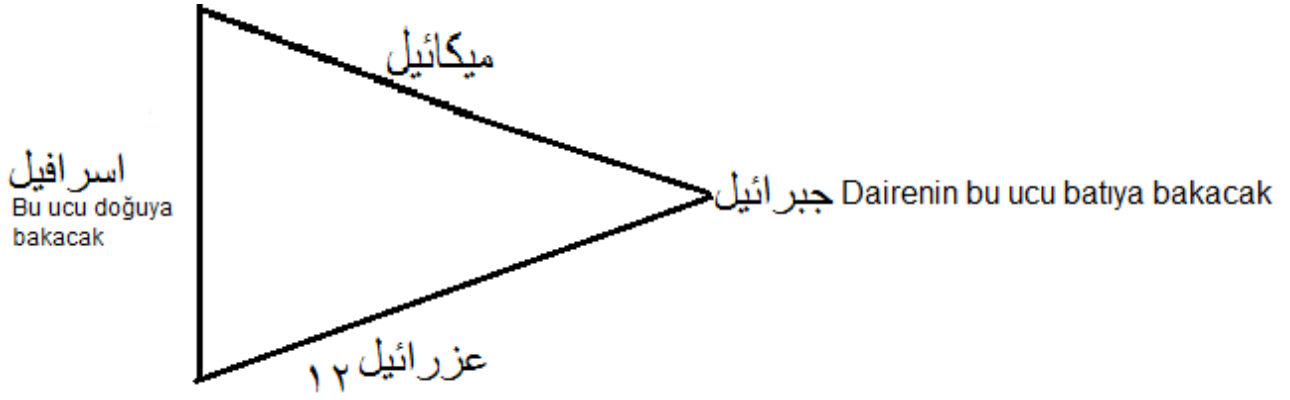 ميكائيل
اسرافيل
Bu ucu doğuya
bakacak
جبرائيل Dairenin bu ucu batıya bakacak
عزرائيل ١٢